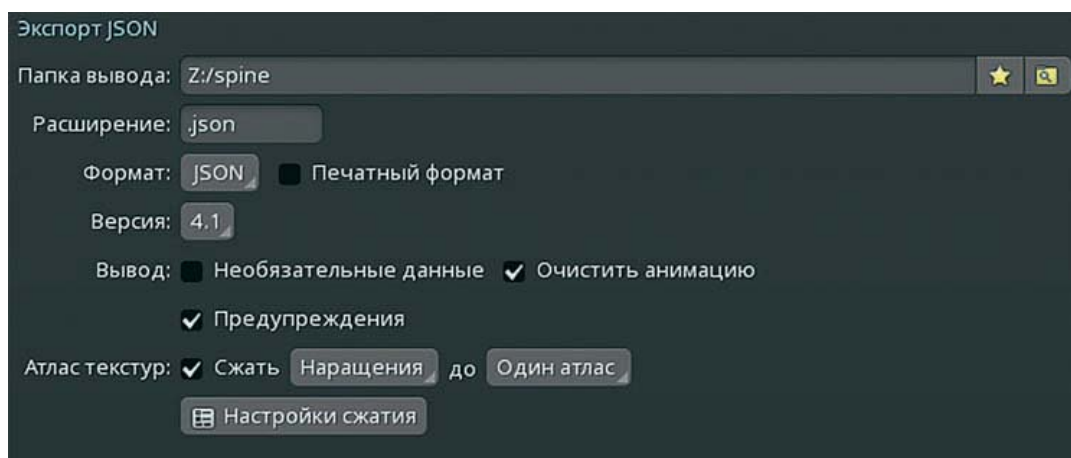 Экспорт JSON
Папка вывода: Z:/spine
Расширение: .json
Формат: JSON Печатный формат
Версия: 4.1
Вывод: Необязательные данные Очистить анимацию
Предупреждения
Атлас текстур: Сжать Наращения до Один атлас
Настройки сжатия